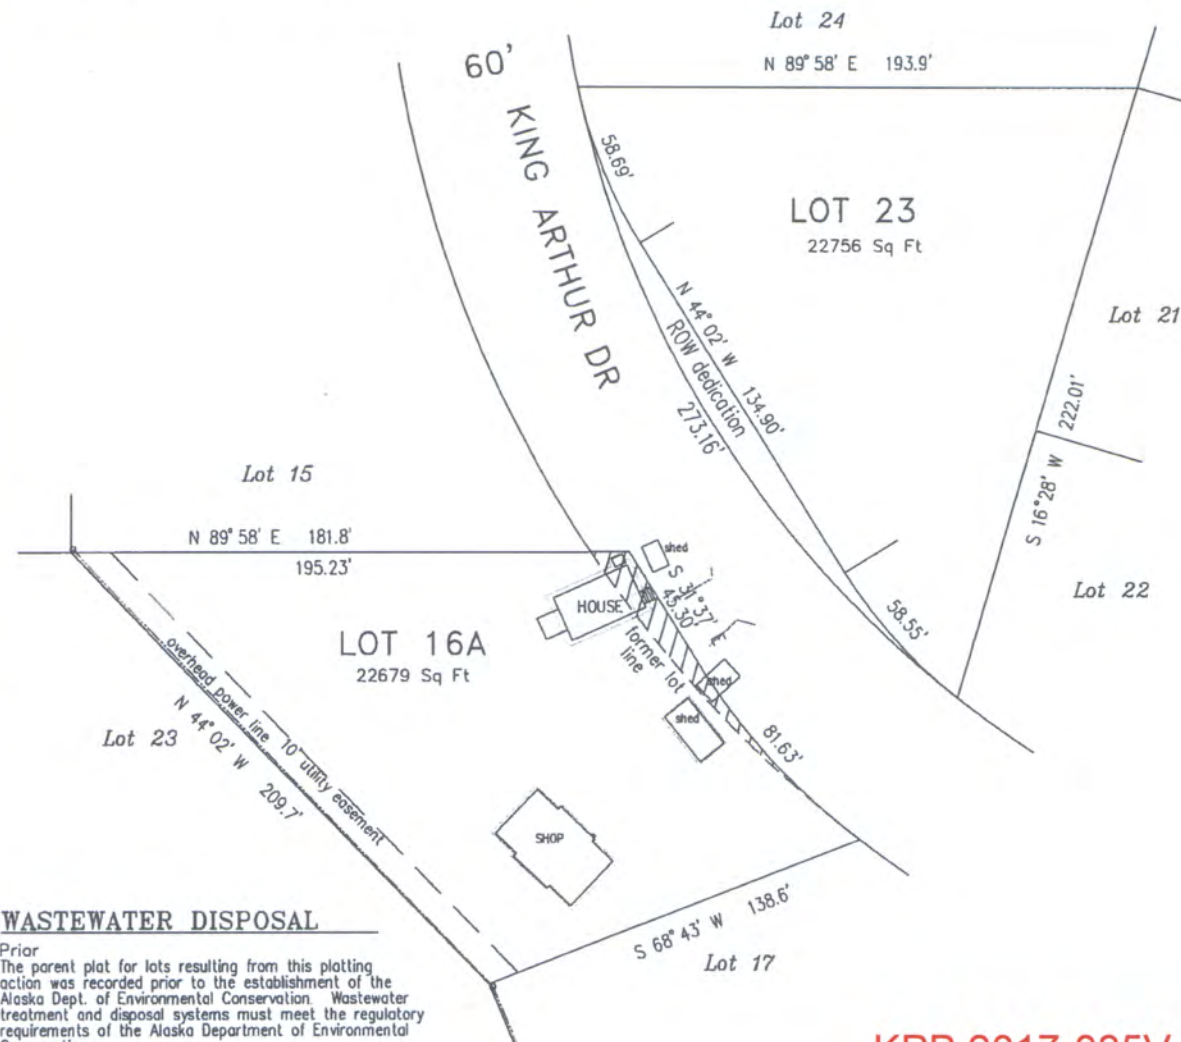 Lot 24
N 89° 58' E 193.9'
60' KING ARTHUR DR
58.69'
LOT 23
22756 Sq Ft
N 44° 02' W 134.90'
ROW dedication
273.16'
Lot 21
S 16°28' W 222.01'
Lot 22
58.55'
Lot 15
N 89° 58' E 181.8'
195.23'
shed
S 31°37' E
45.30'
HOUSE
LOT 16A
22679 Sq Ft
former lot
line
shed
shed
81.63'
overhead power line 10' utility easement
N 44° 02' W 209.7'
Lot 23
SHOP
S 68° 43' W 138.6'
Lot 17
WASTEWATER DISPOSAL
Prior
The parent plat for lots resulting from this platting
action was recorded prior to the establishment of the
Alaska Dept. of Environmental Conservation. Wastewater
treatment and disposal systems must meet the regulatory
requirements of the Alaska Department of Environmental